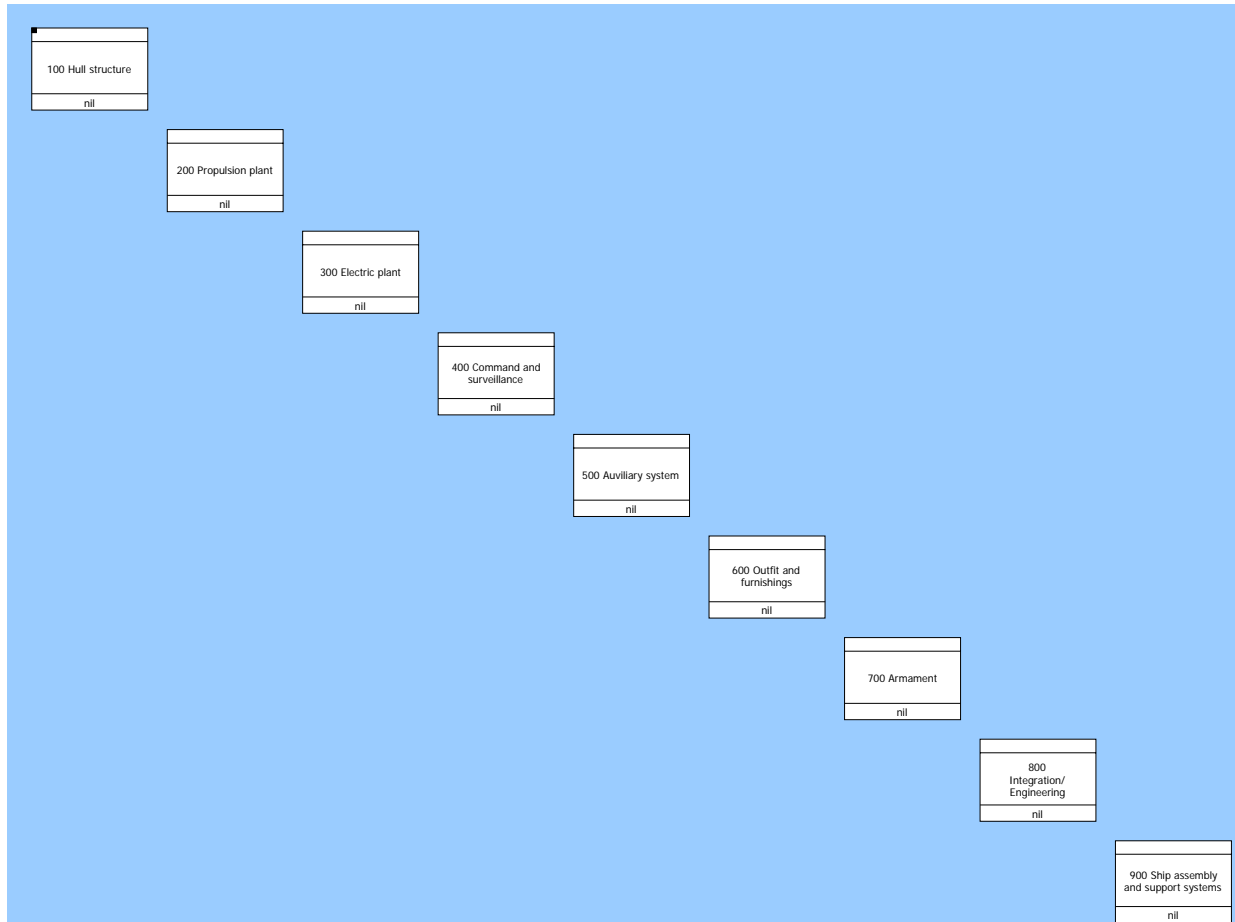 100 Hull structure
nil
200 Propulsion plant
nil
300 Electric plant
nil
400 Command and
surveillance
nil
500 Auviliary system
nil
600 Outfit and
furnishings
nil
700 Armament
nil
800
Integration/
Engineering
nil
900 Ship assembly
and support systems
nil